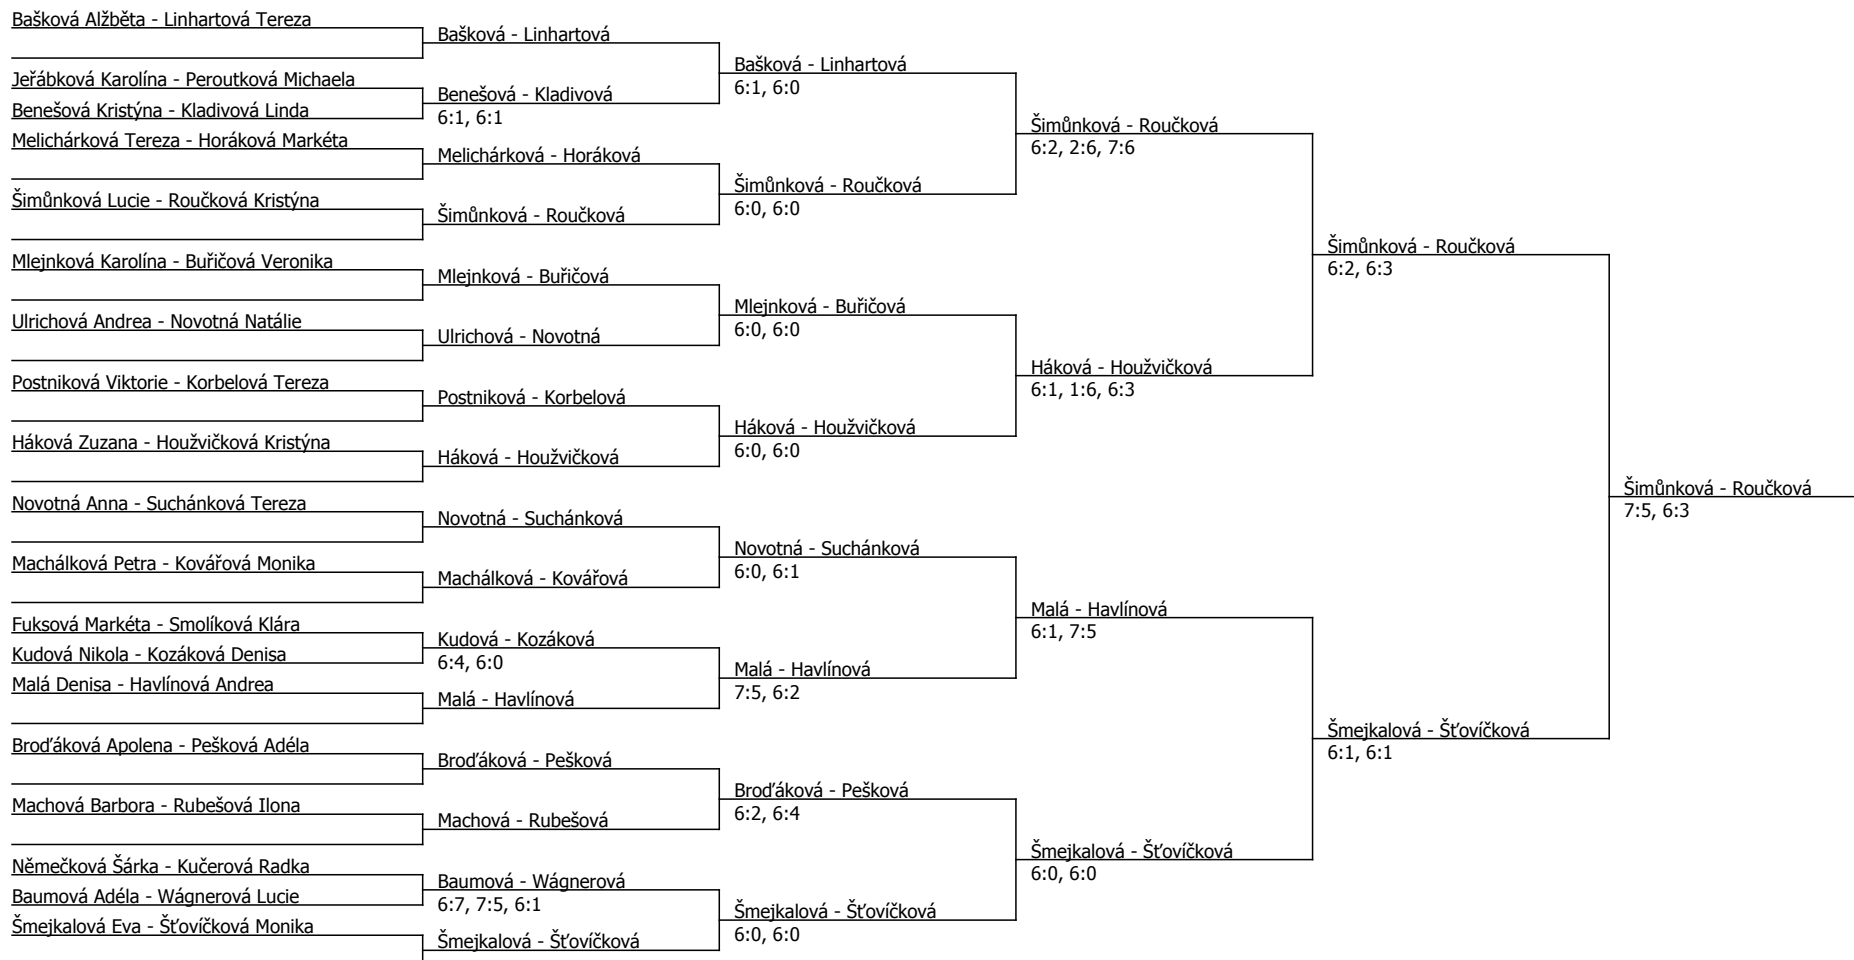 Bašková Alžběta - Linhartová Tereza
Jeřábková Karolína - Peroutková Michaela
Benešová Kristýna - Kladivová Linda
Melichárková Tereza - Horáková Markéta
Šimůnková Lucie - Roučková Kristýna
Mlejnková Karolína - Buřičová Veronika
Ulrichová Andrea - Novotná Natálie
Postniková Viktorie - Korbelová Tereza
Háková Zuzana - Houžvičková Kristýna
Novotná Anna - Suchánková Tereza
Machálková Petra - Kovářová Monika
Fuksová Markéta - Smolíková Klára
Kudová Nikola - Kozáková Denisa
Malá Denisa - Havlínová Andrea
Broďáková Apolena - Pešková Adéla
Machová Barbora - Rubešová Ilona
Němečková Šárka - Kučerová Radka
Baumová Adéla - Wágnerová Lucie
Šmejkalová Eva - Šťovíčková Monika
Bašková - Linhartová
Benešová - Kladivová
6:1, 6:1
Melichárková - Horáková
Šimůnková - Roučková
Mlejnková - Buřičová
Ulrichová - Novotná
Postniková - Korbelová
Háková - Houžvičková
Novotná - Suchánková
Machálková - Kovářová
Kudová - Kozáková
6:4, 6:0
Malá - Havlínová
Broďáková - Pešková
Machová - Rubešová
Baumová - Wágnerová
6:7, 7:5, 6:1
Šmejkalová - Šťovíčková
Bašková - Linhartová
6:1, 6:0
Šimůnková - Roučková
6:0, 6:0
Mlejnková - Buřičová
6:0, 6:0
Háková - Houžvičková
6:0, 6:0
Novotná - Suchánková
6:0, 6:1
Malá - Havlínová
7:5, 6:2
Broďáková - Pešková
6:2, 6:4
Šmejkalová - Šťovíčková
6:0, 6:0
Šimůnková - Roučková
6:2, 2:6, 7:6
Háková - Houžvičková
6:1, 1:6, 6:3
Malá - Havlínová
6:1, 7:5
Šmejkalová - Šťovíčková
6:0, 6:0
Šimůnková - Roučková
6:2, 6:3
Šmejkalová - Šťovíčková
6:1, 6:1
Šimůnková - Roučková
7:5, 6:3